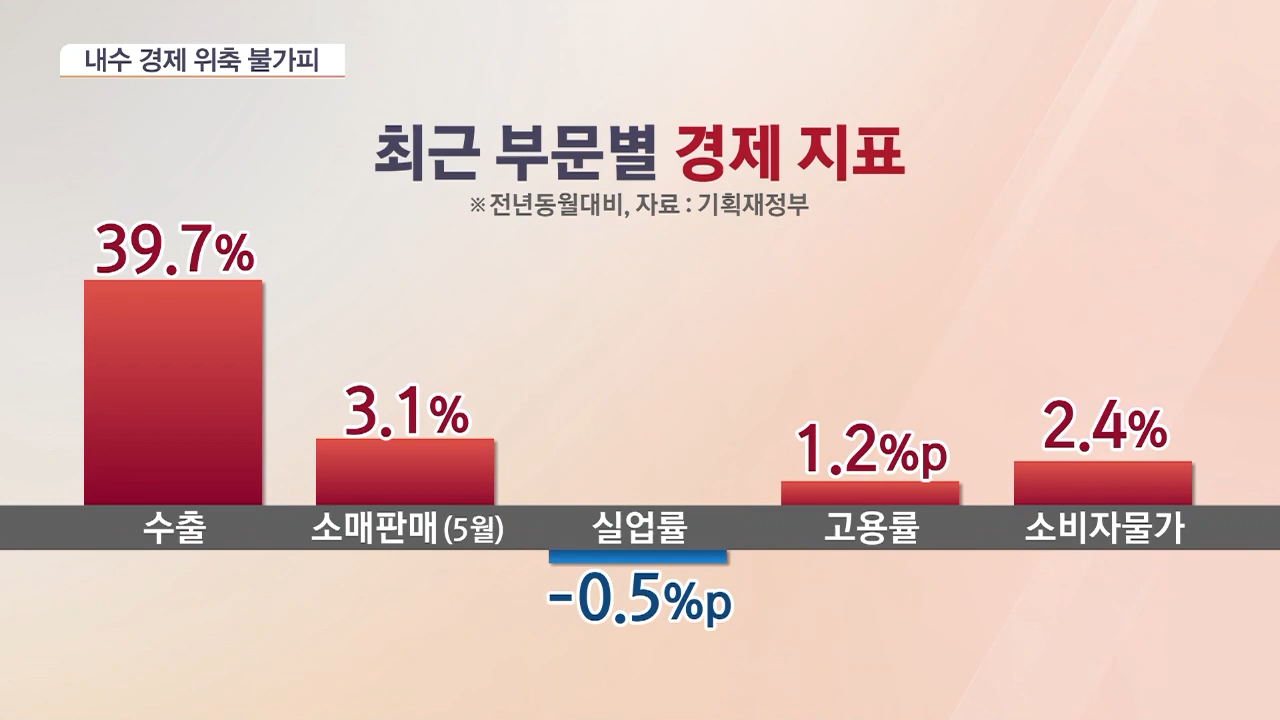 내수 경제 위축 불가피
최근 부문별 경제 지표
※전년동월대비, 자료 : 기획재정부
39.7%
3.1%
1.2%p
2.4%
수출
소매판매(5월)
실업률
고용률
소비자물가
-0.5%p